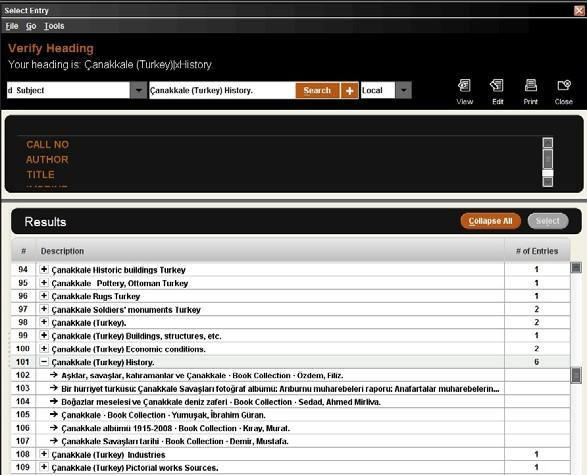 Select Entry
File Go Tools
Verify Heading
Your heading is: Çanakkale (Turkey)|xHistory.
d Subject Çanakkale (Turkey) History. Search + Local
View Edit Print Close
CALL NO
AUTHOR
TITLE
Results Collapse All Select
# Description # of Entries
94 Çanakkale Historic buildings Turkey 1
95 Çanakkale Pottery, Ottoman Turkey 1
96 Çanakkale Rugs Turkey 1
97 Çanakkale Soldiers' monuments Turkey 2
98 Çanakkale (Turkey). 2
99 Çanakkale (Turkey) Buildings, structures, etc. 1
100 Çanakkale (Turkey) Economic conditions. 2
101 Çanakkale (Turkey) History. 6
102 → Aşklar, savaşlar, kahramanlar ve Çanakkale - Book Collection - Özdem, Filiz.
103 → Bir hürriyet türküsü: Çanakkale Savaşları fotoğraf albümü: Arıburnu muharebeleri raporu: Anafartalar muharebelerin...
104 → Boğazlar meselesi ve Çanakkale deniz zaferi - Book Collection - Sedad, Ahmed Mirliva.
105 → Çanakkale - Book Collection - Yumuşak, İbrahim Güran.
106 → Çanakkale albümü 1915-2008 - Book Collection - Kıray, Murat.
107 → Çanakkale Savaşları tarihi - Book Collection - Demir, Mustafa.
108 Çanakkale (Turkey) Industries 1
109 Çanakkale (Turkey) Pictorial works Sources. 1